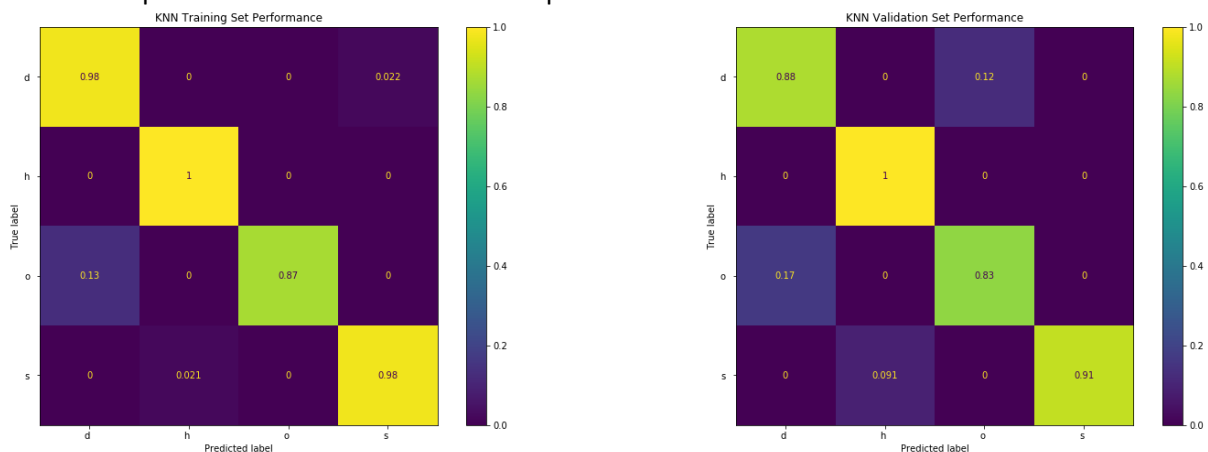 KNN Training Set Performance
1.0
d
0.98
0
0
0.022
0.8
h
0
1
0
0
0.6
True label
0.4
o
0.13
0
0.87
0
0.2
s
0
0.021
0
0.98
0.0
d h o s
Predicted label
KNN Validation Set Performance
1.0
d
0.88
0
0.12
0
0.8
h
0
1
0
0
0.6
True label
0.4
o
0.17
0
0.83
0
0.2
s
0
0.091
0
0.91
0.0
d h o s
Predicted label